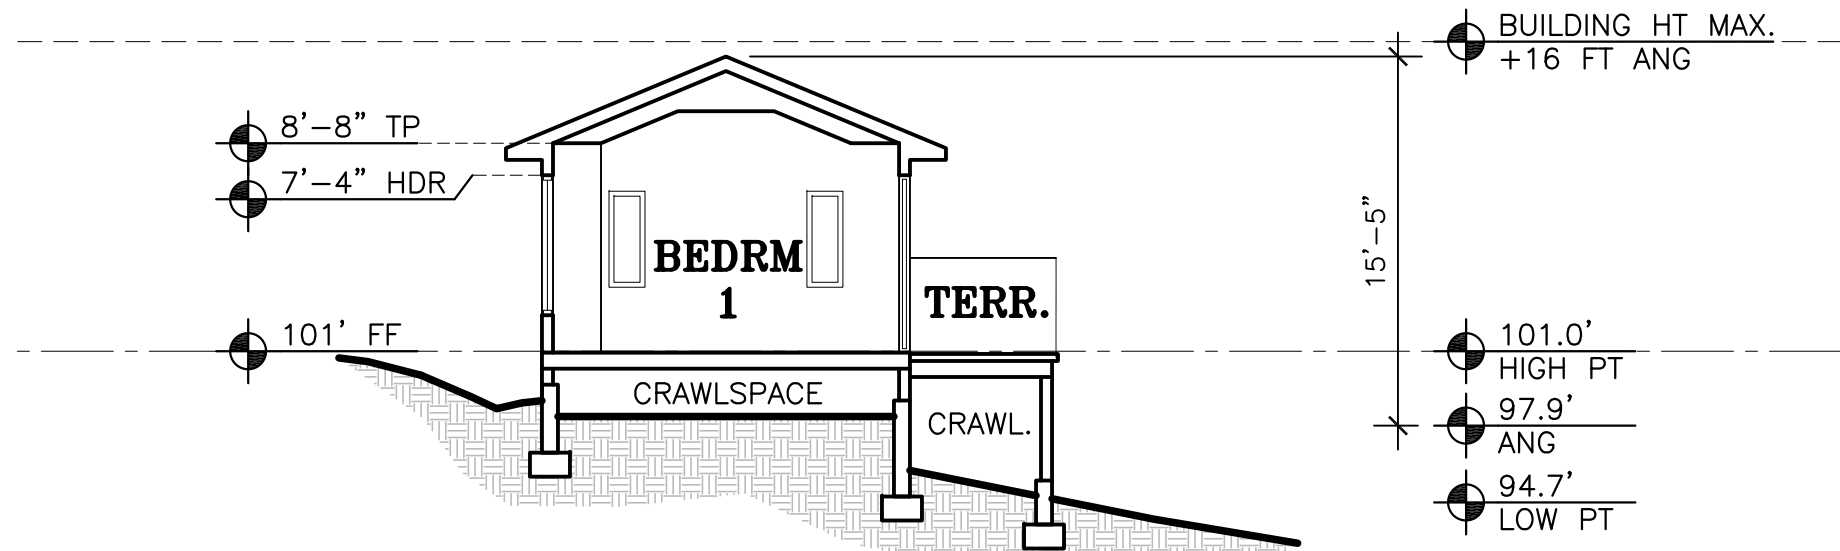 BUILDING HT MAX.
+16 FT ANG
8'-8" TP
7'-4" HDR
15'-5"
BEDRM
1
TERR.
101' FF
101.0'
HIGH PT
CRAWLSPACE
CRAWL.
97.9'
ANG
94.7'
LOW PT